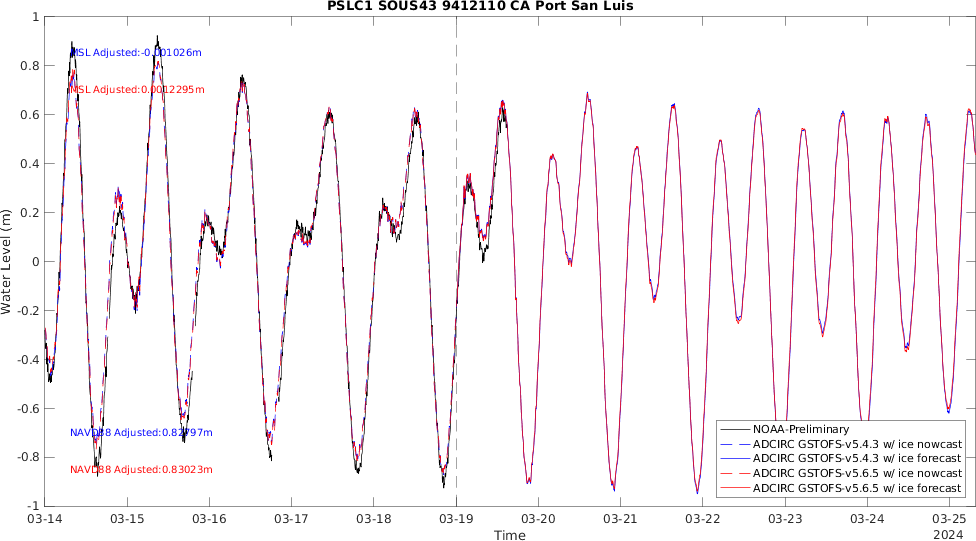 PSLC1 SOUS43 9412110 CA Port San Luis
1
0.8
0.6
0.4
0.2
0
-0.2
-0.4
-0.6
-0.8
-1
Water Level (m)
MSL Adjusted:-0.001026m
MSL Adjusted:0.0012295m
NAVD88 Adjusted:0.82797m
NAVD88 Adjusted:0.83023m
NOAA-Preliminary
ADCIRC GSTOFS-v5.4.3 w/ ice nowcast
ADCIRC GSTOFS-v5.4.3 w/ ice forecast
ADCIRC GSTOFS-v5.6.5 w/ ice nowcast
ADCIRC GSTOFS-v5.6.5 w/ ice forecast
03-14 03-15 03-16 03-17 03-18 03-19 03-20 03-21 03-22 03-23 03-24 03-25
Time 2024